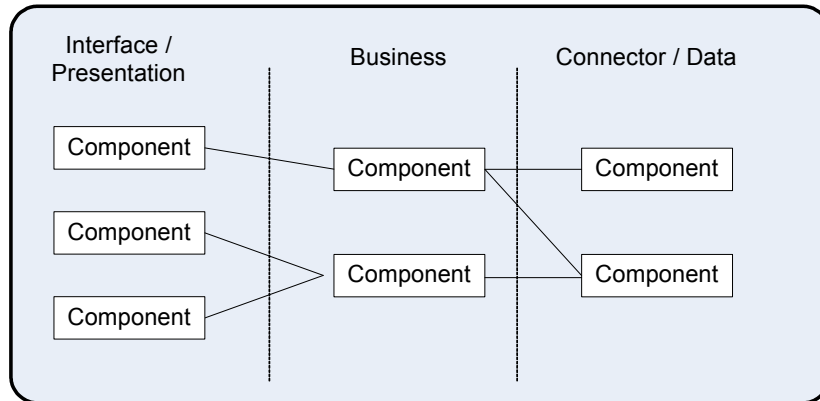 Interface /
Presentation
Business
Connector / Data
Component
Component
Component
Component
Component
Component
Component